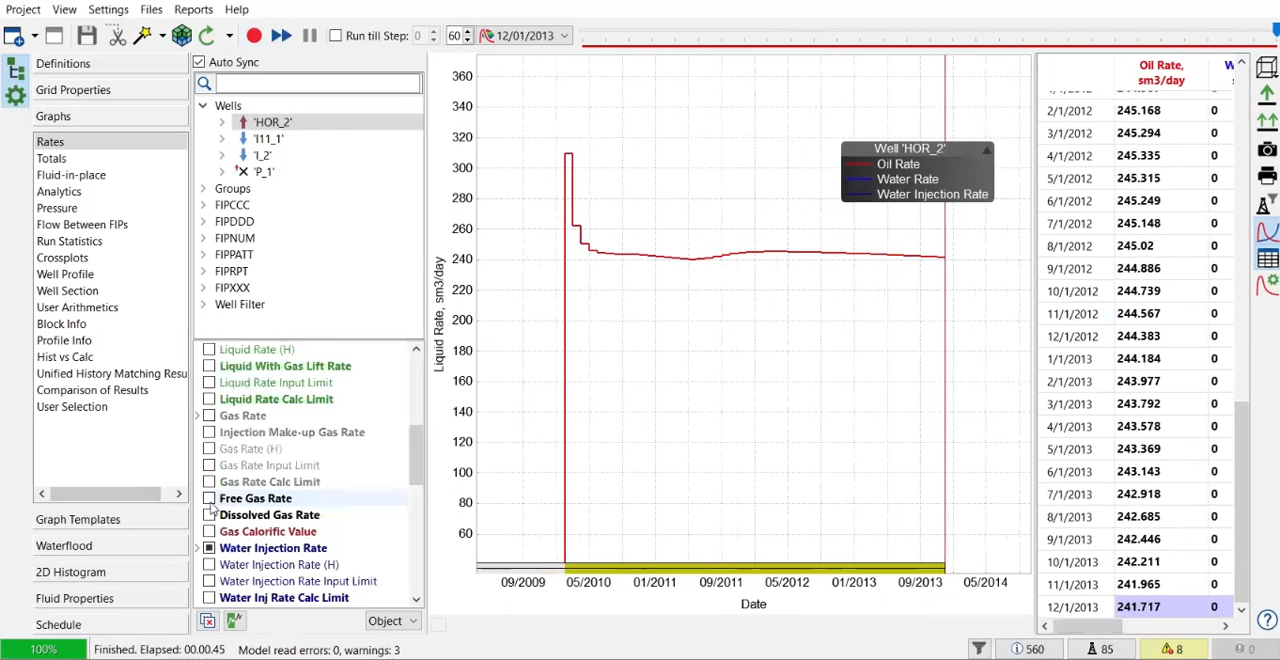 Project View Settings Files Reports Help
Run till Step: 0 60 12/01/2013
Definitions
Grid Properties
Graphs
Rates
Totals
Fluid-in-place
Analytics
Pressure
Flow Between FIPs
Run Statistics
Crossplots
Well Profile
Well Section
User Arithmetics
Block Info
Profile Info
Hist vs Calc
Unified History Matching Resu
Comparison of Results
User Selection
Graph Templates
Waterflood
2D Histogram
Fluid Properties
Schedule
Auto Sync
Wells
'HOR_2'
'I11_1'
'I_2'
'P_1'
Groups
FIPCCC
FIPDDD
FIPNUM
FIPPATT
FIPRPT
FIPXXX
Well Filter
Liquid Rate (H)
Liquid With Gas Lift Rate
Liquid Rate Input Limit
Liquid Rate Calc Limit
Gas Rate
Injection Make-up Gas Rate
Gas Rate (H)
Gas Rate Input Limit
Gas Rate Calc Limit
Free Gas Rate
Dissolved Gas Rate
Gas Calorific Value
Water Injection Rate
Water Injection Rate (H)
Water Injection Rate Input Limit
Water Inj Rate Calc Limit
Object
Liquid Rate, sm3/day
360
340
320
300
280
260
240
220
200
180
160
140
120
100
80
60
09/2009 05/2010 01/2011 09/2011 05/2012 01/2013 09/2013 05/2014
Date
Well 'HOR_2'
Oil Rate
Water Rate
Water Injection Rate
Oil Rate,
sm3/day
2/1/2012 245.168 0
3/1/2012 245.294 0
4/1/2012 245.335 0
5/1/2012 245.315 0
6/1/2012 245.249 0
7/1/2012 245.148 0
8/1/2012 245.02 0
9/1/2012 244.886 0
10/1/2012 244.739 0
11/1/2012 244.567 0
12/1/2012 244.383 0
1/1/2013 244.184 0
2/1/2013 243.977 0
3/1/2013 243.792 0
4/1/2013 243.578 0
5/1/2013 243.369 0
6/1/2013 243.143 0
7/1/2013 242.918 0
8/1/2013 242.685 0
9/1/2013 242.446 0
10/1/2013 242.211 0
11/1/2013 241.965 0
12/1/2013 241.717 0
100% Finished. Elapsed: 00.00.45 Model read errors: 0, warnings: 3 560 85 8 0